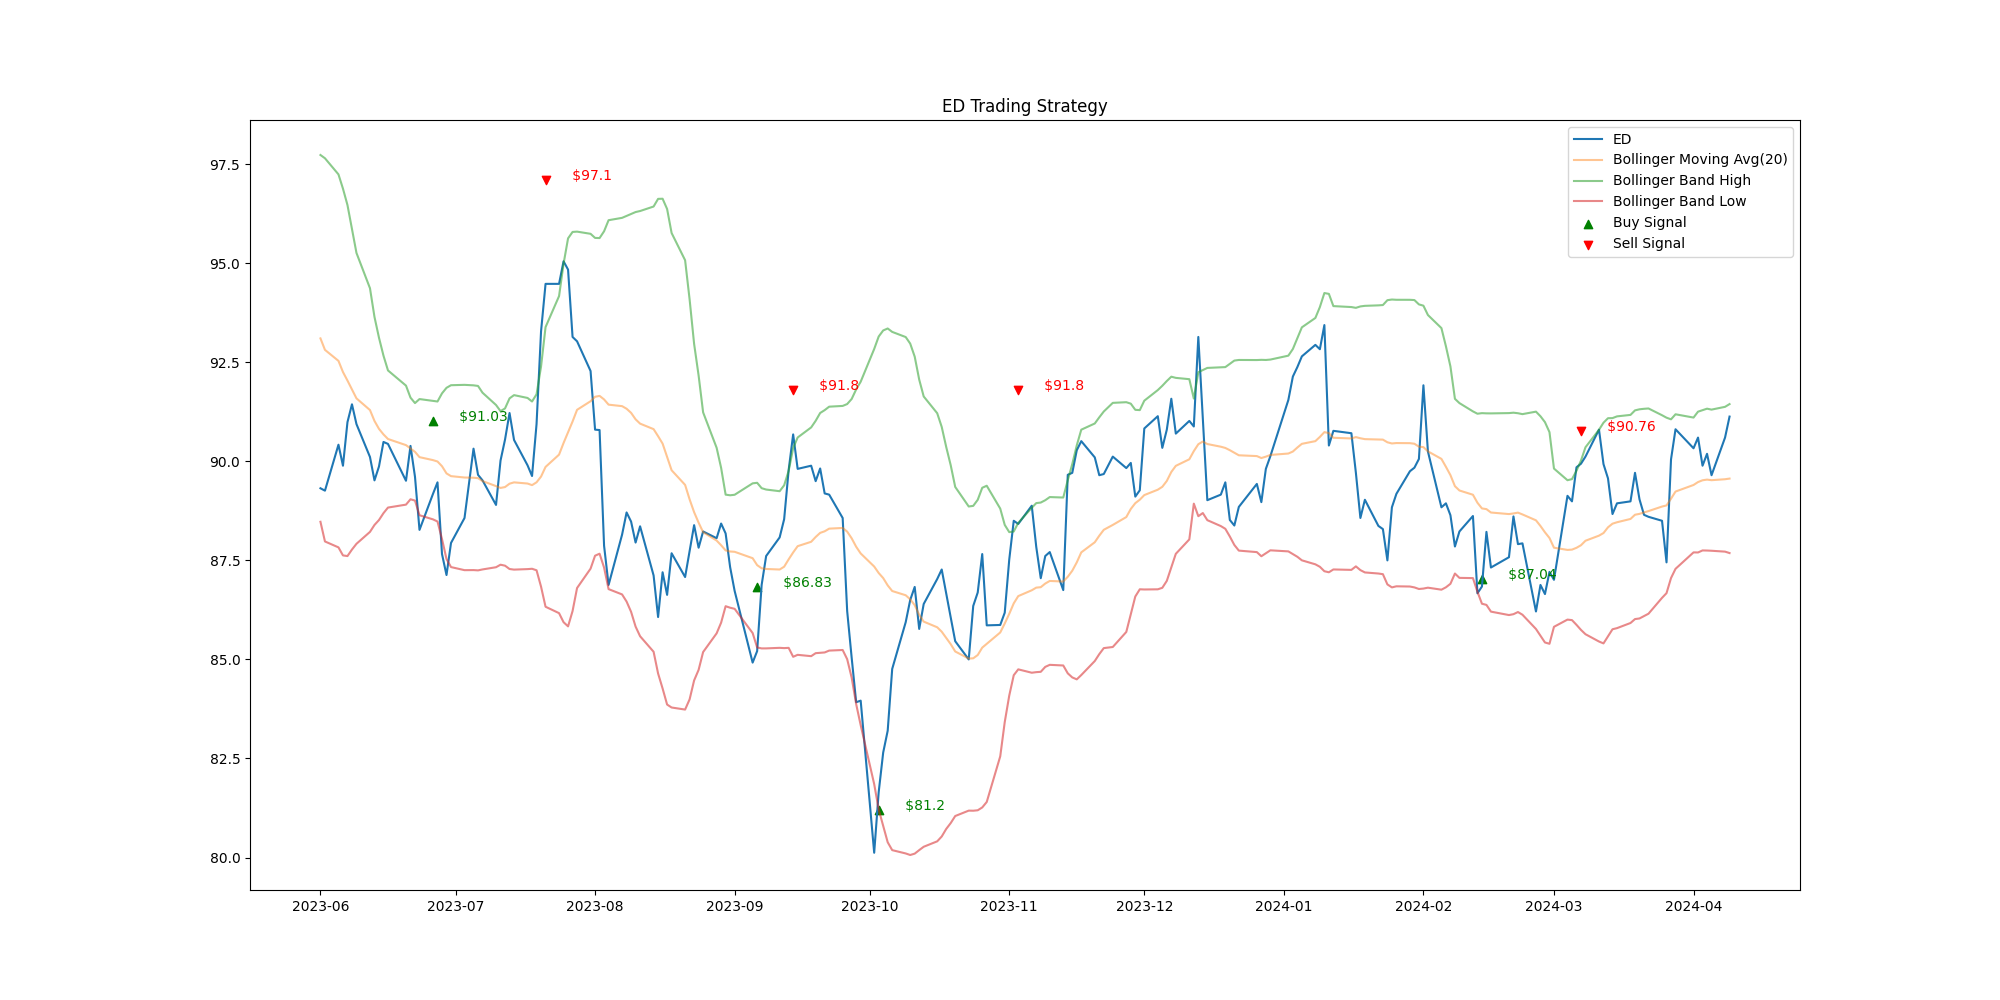 ED Trading Strategy
97.5
95.0
92.5
90.0
87.5
85.0
82.5
80.0
ED
Bollinger Moving Avg(20)
Bollinger Band High
Bollinger Band Low
Buy Signal
Sell Signal
$97.1
$91.03
$91.8
$91.8
$90.76
$86.83
$87.04
$81.2
2023-06 2023-07 2023-08 2023-09 2023-10 2023-11 2023-12 2024-01 2024-02 2024-03 2024-04